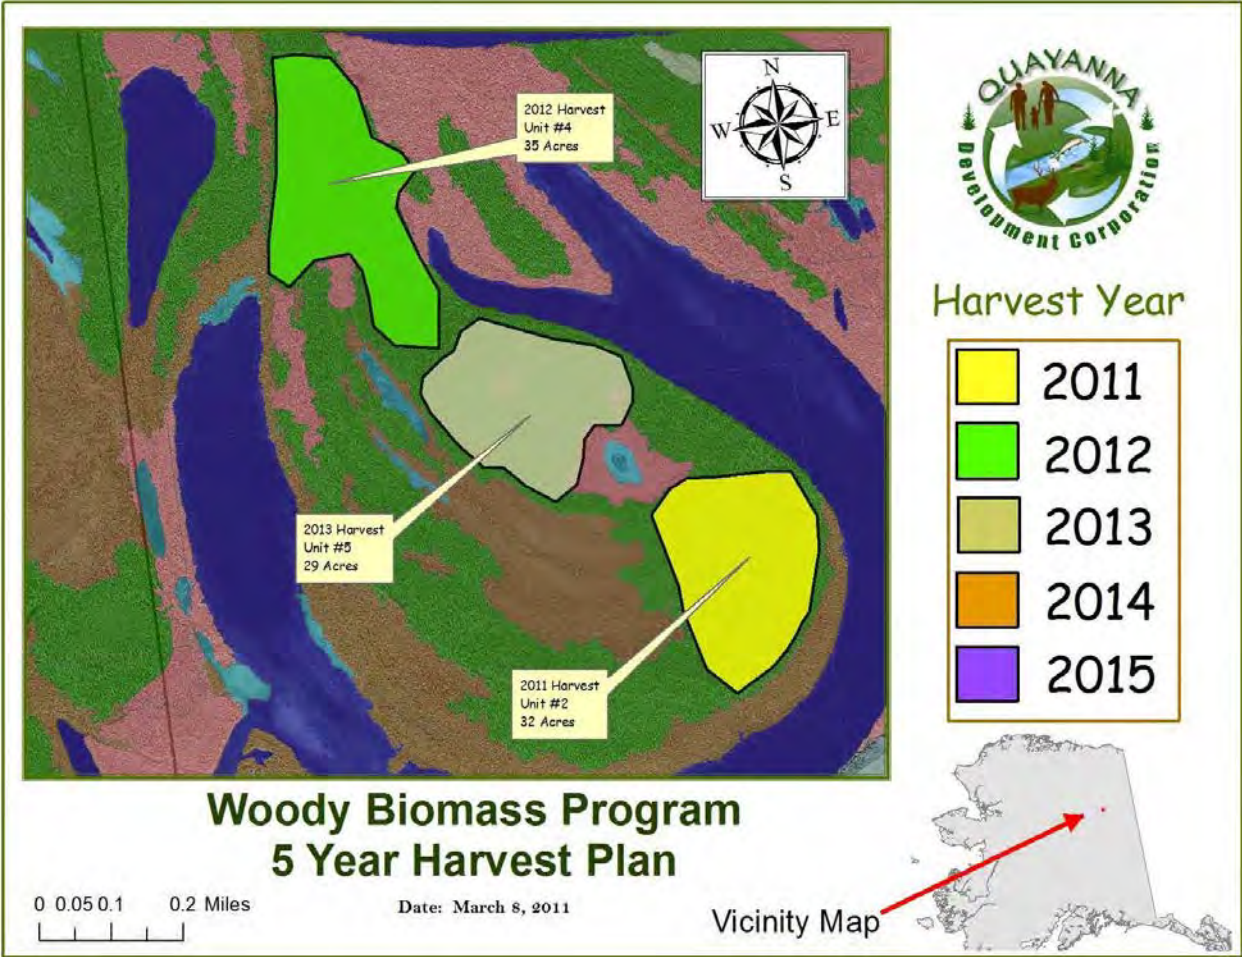 2012 Harvest
Unit #4
35 Acres
N
W E
S
QUAYANNA
Development Corporation
Harvest Year
2011
2012
2013
2014
2015
2013 Harvest
Unit #5
29 Acres
2011 Harvest
Unit #2
32 Acres
Woody Biomass Program
5 Year Harvest Plan
Date: March 8, 2011
0 0.05 0.1 0.2 Miles
Vicinity Map